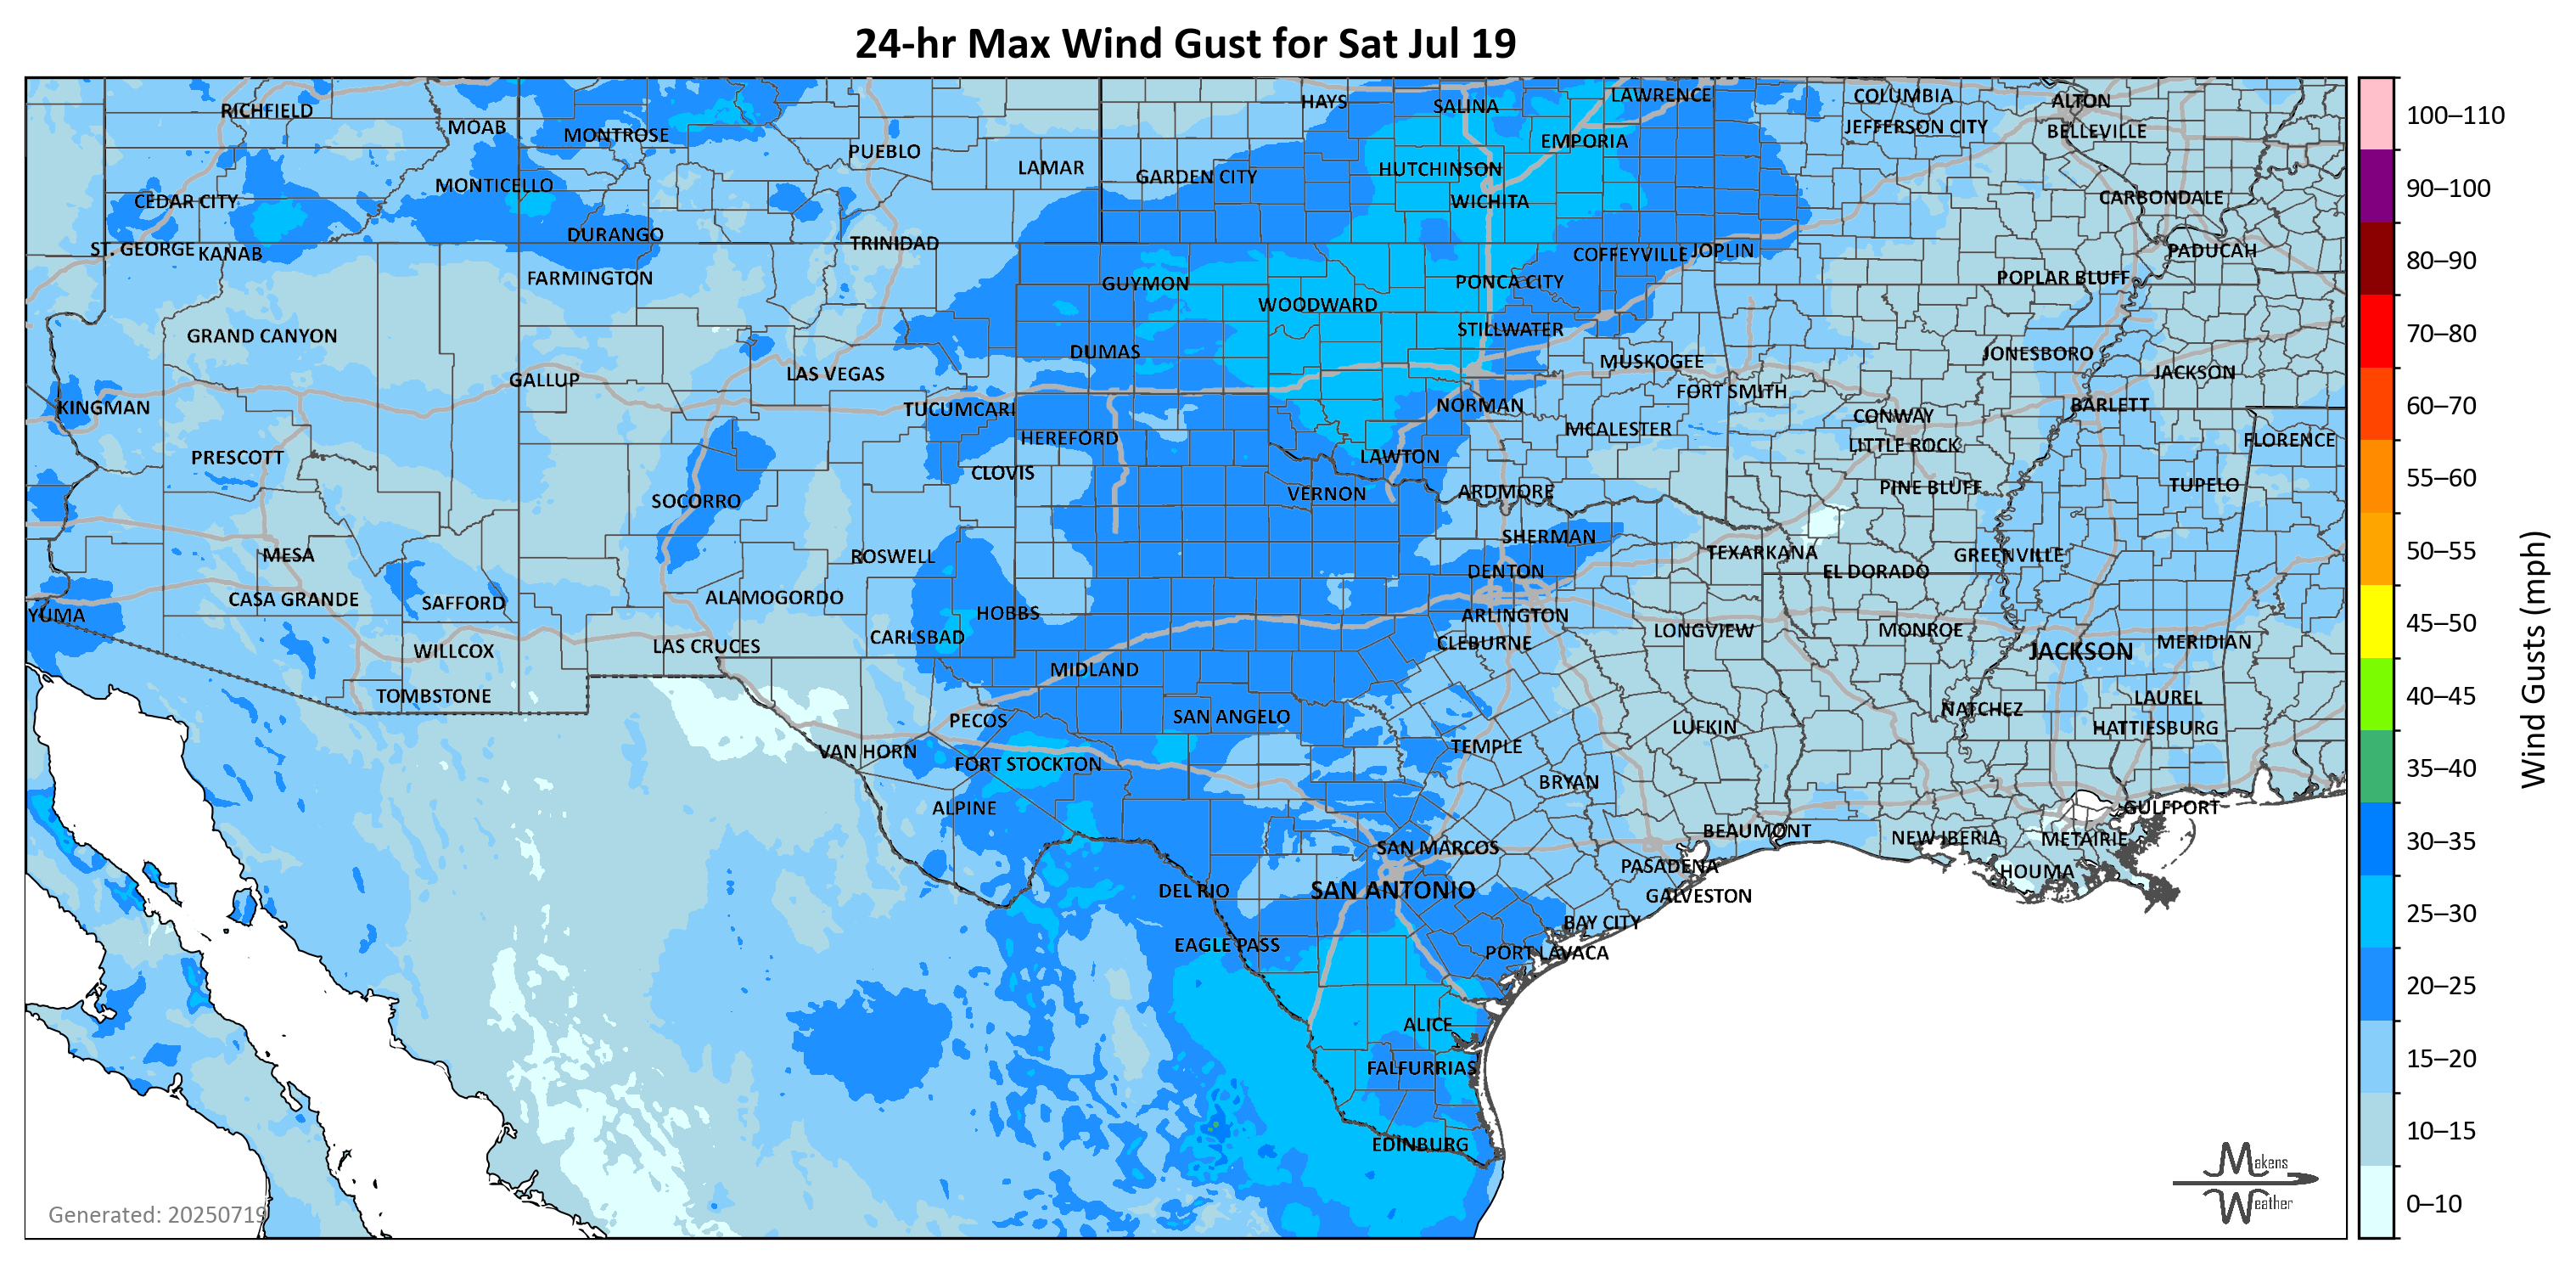 24-hr Max Wind Gust for Sat Jul 19
RICHFIELD
MOAB
MONTROSE
PUEBLO
LAMAR
HAYS
SALINA
LAWRENCE
COLUMBIA
ALTON
JEFFERSON CITY
BELLEVILLE
EMPORIA
HUTCHINSON
GARDEN CITY
MONTICELLO
CEDAR CITY
WICHITA
CARBONDALE
DURANGO
TRINIDAD
ST. GEORGE
KANAB
COFFEYVILLE
JOPLIN
PADUCAH
FARMINGTON
GUYMON
PONCA CITY
POPLAR BLUFF
WOODWARD
GRAND CANYON
STILLWATER
DUMAS
MUSKOGEE
JONESBORO
GALLUP
LAS VEGAS
JACKSON
FORT SMITH
KINGMAN
TUCUMCARI
NORMAN
BARLETT
CONWAY
HEREFORD
MCALESTER
LITTLE ROCK
FLORENCE
PRESCOTT
CLOVIS
LAWTON
SOCORRO
VERNON
ARDMORE
PINE BLUFF
TUPELO
MESA
ROSWELL
SHERMAN
TEXARKANA
GREENVILLE
DENTON
EL DORADO
CASA GRANDE
SAFFORD
ALAMOGORDO
HOBBS
YUMA
ARLINGTON
CARLSBAD
CLEBURNE
LONGVIEW
MONROE
WILLCOX
LAS CRUCES
JACKSON
MERIDIAN
MIDLAND
TOMBSTONE
LAUREL
PECOS
SAN ANGELO
NATCHEZ
LUFKIN
HATTIESBURG
VAN HORN
FORT STOCKTON
TEMPLE
BRYAN
ALPINE
GULFPORT
BEAUMONT
NEW IBERIA
METAIRIE
SAN MARCOS
PASADENA
HOUMA
DEL RIO
SAN ANTONIO
GALVESTON
BAY CITY
EAGLE PASS
PORT LAVACA
ALICE
FALFURRIAS
EDINBURG
Generated: 20250719
Makens
Weather
100–110
90–100
80–90
70–80
60–70
55–60
50–55
45–50
40–45
35–40
30–35
25–30
20–25
15–20
10–15
0–10
Wind Gusts (mph)